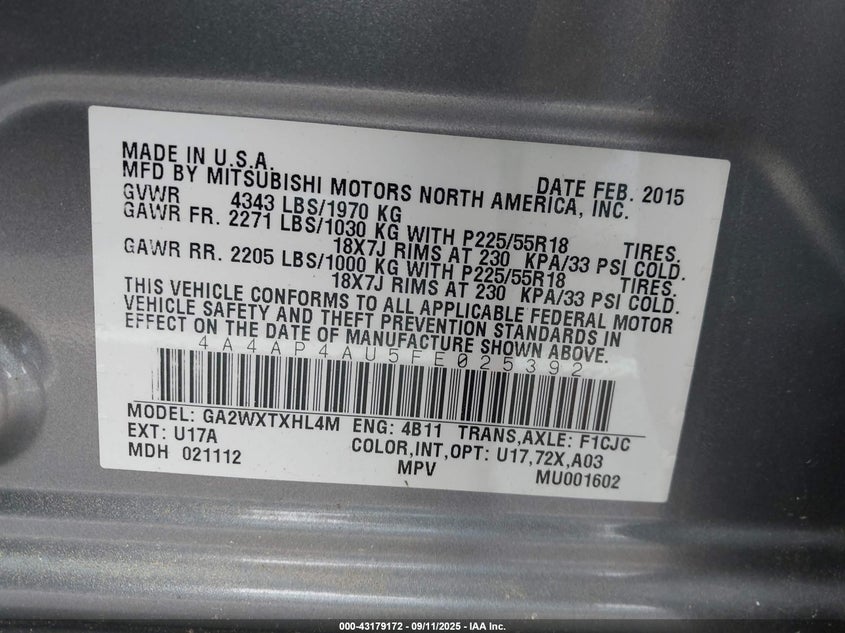 MADE IN U.S.A. DATE FEB. 2015
MFD BY MITSUBISHI MOTORS NORTH AMERICA, INC.
GVWR 4343 LBS/1970 KG
GAWR FR. 2271 LBS/1030 KG WITH P225/55R18 TIRES.
18X7J RIMS AT 230 KPA/33 PSI COLD.
GAWR RR. 2205 LBS/1000 KG WITH P225/55R18 TIRES.
18X7J RIMS AT 230 KPA/33 PSI COLD.
THIS VEHICLE CONFORMS TO ALL APPLICABLE FEDERAL MOTOR
VEHICLE SAFETY AND THEFT PREVENTION STANDARDS IN
EFFECT ON THE DATE OF MANUFACTURE SHOWN ABOVE.
4A4AP4AU5FE025392
MODEL: GA2WXTXHL4M ENG: 4B11 TRANS,AXLE: F1CJC
EXT: U17A COLOR,INT,OPT: U17,72X,A03
MDH 021112 MPV MU001602
000-43179172 - 09/11/2025 - IAA Inc.